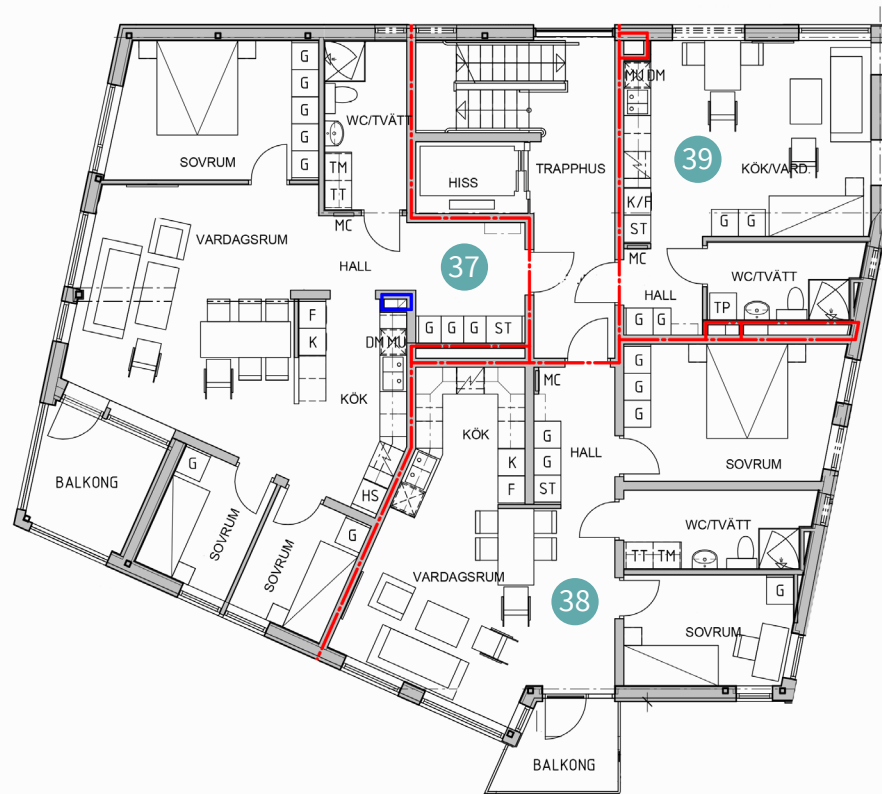 G
G
G
G
G
SOVRUM
WC/TVÄTT
TM
TT
MC
HISS
TRAPPHUS
MU DM
39
KÖK/VARD.
K/F
ST
G G
MC
WC/TVÄTT
TP
HALL
G G
VARDAGSRUM
HALL
37
F
K
DM MU
G G G ST
KÖK
HS
BALKONG
G
SOVRUM
G
SOVRUM
MC
KÖK
K
F
G
G
ST
HALL
G
G
G
SOVRUM
WC/TVÄTT
TT TM
VARDAGSRUM
38
G
SOVRUM
BALKONG